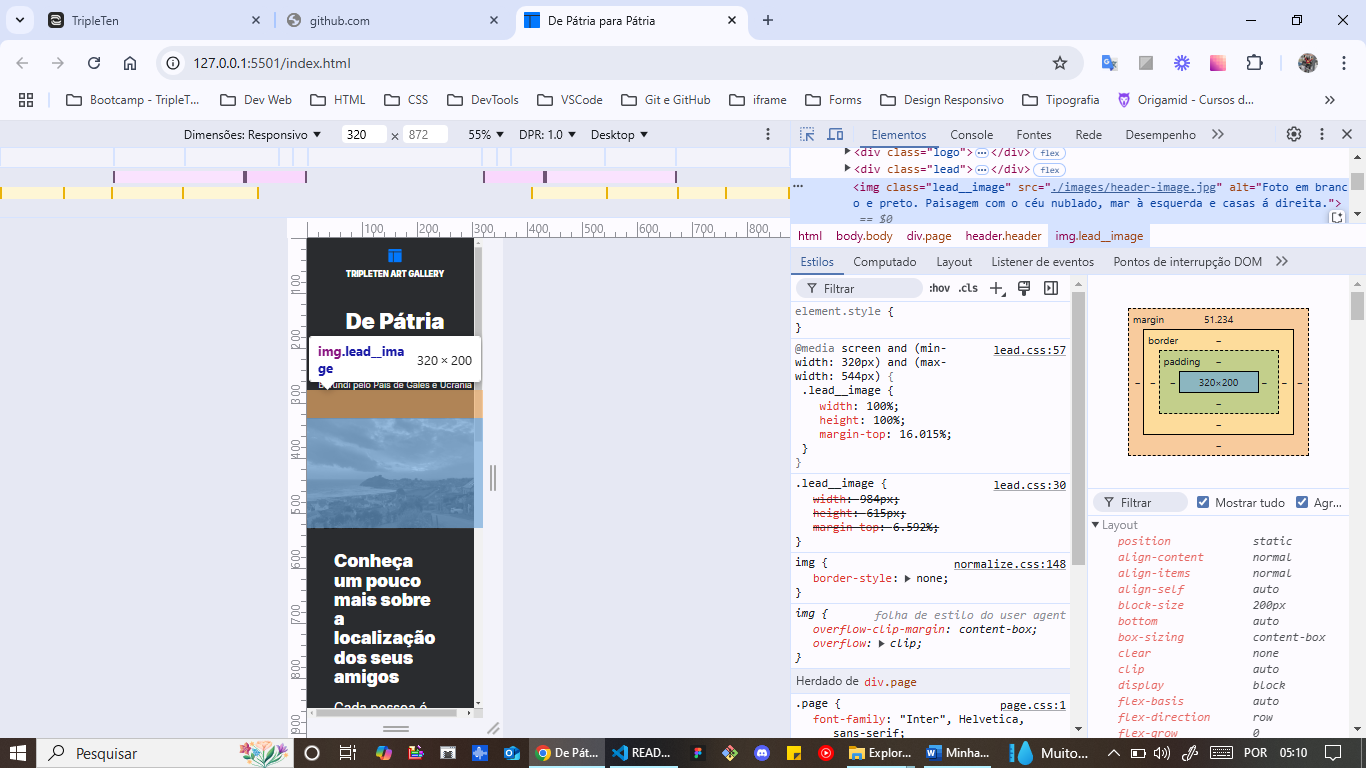 TripleTen
github.com
De Pátria para Pátria
127.0.0.1:5501/index.html
Bootcamp - TripleT...
Dev Web
HTML
CSS
DevTools
VSCode
Git e GitHub
iframe
Forms
Design Responsivo
Tipografia
Origamid - Cursos d...
Dimensões: Responsivo
320
×
872
55%
DPR: 1.0
Desktop
Elementos
Console
Fontes
Rede
Desempenho
<div class="logo"> </div> flex
<div class="lead"> </div> flex
<img class="lead__image" src="./images/header-image.jpg" alt="Foto em branc
o e preto. Paisagem com o céu nublado, mar à esquerda e casas á direita.">
== $0
html
body.body
div.page
header.header
img.lead__image
100 200 300 400 500 600 700 800
100
200
300
400
500
600
700
800
900
TRIPLETEN ART GALLERY
De Pátria
img.lead__ima
ge
320 × 200
Burundi pelo País de Gales e Ucrânia
Conheça
um pouco
mais sobre
a
localização
dos seus
amigos
Cada pessoa é
Estilos
Computado
Layout
Listener de eventos
Pontos de interrupção DOM
Filtrar
:hov
.cls
element.style {
}
@media screen and (min-
width: 320px) and (max-
width: 544px) {
lead.css:57
.lead__image {
width: 100%;
height: 100%;
margin-top: 16.015%;
}
}
.lead__image {
lead.css:30
width: 984px;
height: 615px;
margin-top: 6.592%;
}
img {
normalize.css:148
border-style: none;
}
img {
folha de estilo do user agent
overflow-clip-margin: content-box;
overflow: clip;
}
Herdado de div.page
.page {
page.css:1
font-family: "Inter", Helvetica,
sans-serif;
margin
51.234
border
–
padding
–
– – – 320×200 – – –
–
–
–
Filtrar
Mostrar tudo
Agr...
Layout
position static
align-content normal
align-items normal
align-self auto
block-size 200px
bottom auto
box-sizing content-box
clear none
clip auto
display block
flex-basis auto
flex-direction row
flex-grow 0
Pesquisar
De Pát...
READ...
Explor...
Minha...
Muito...
POR
05:10